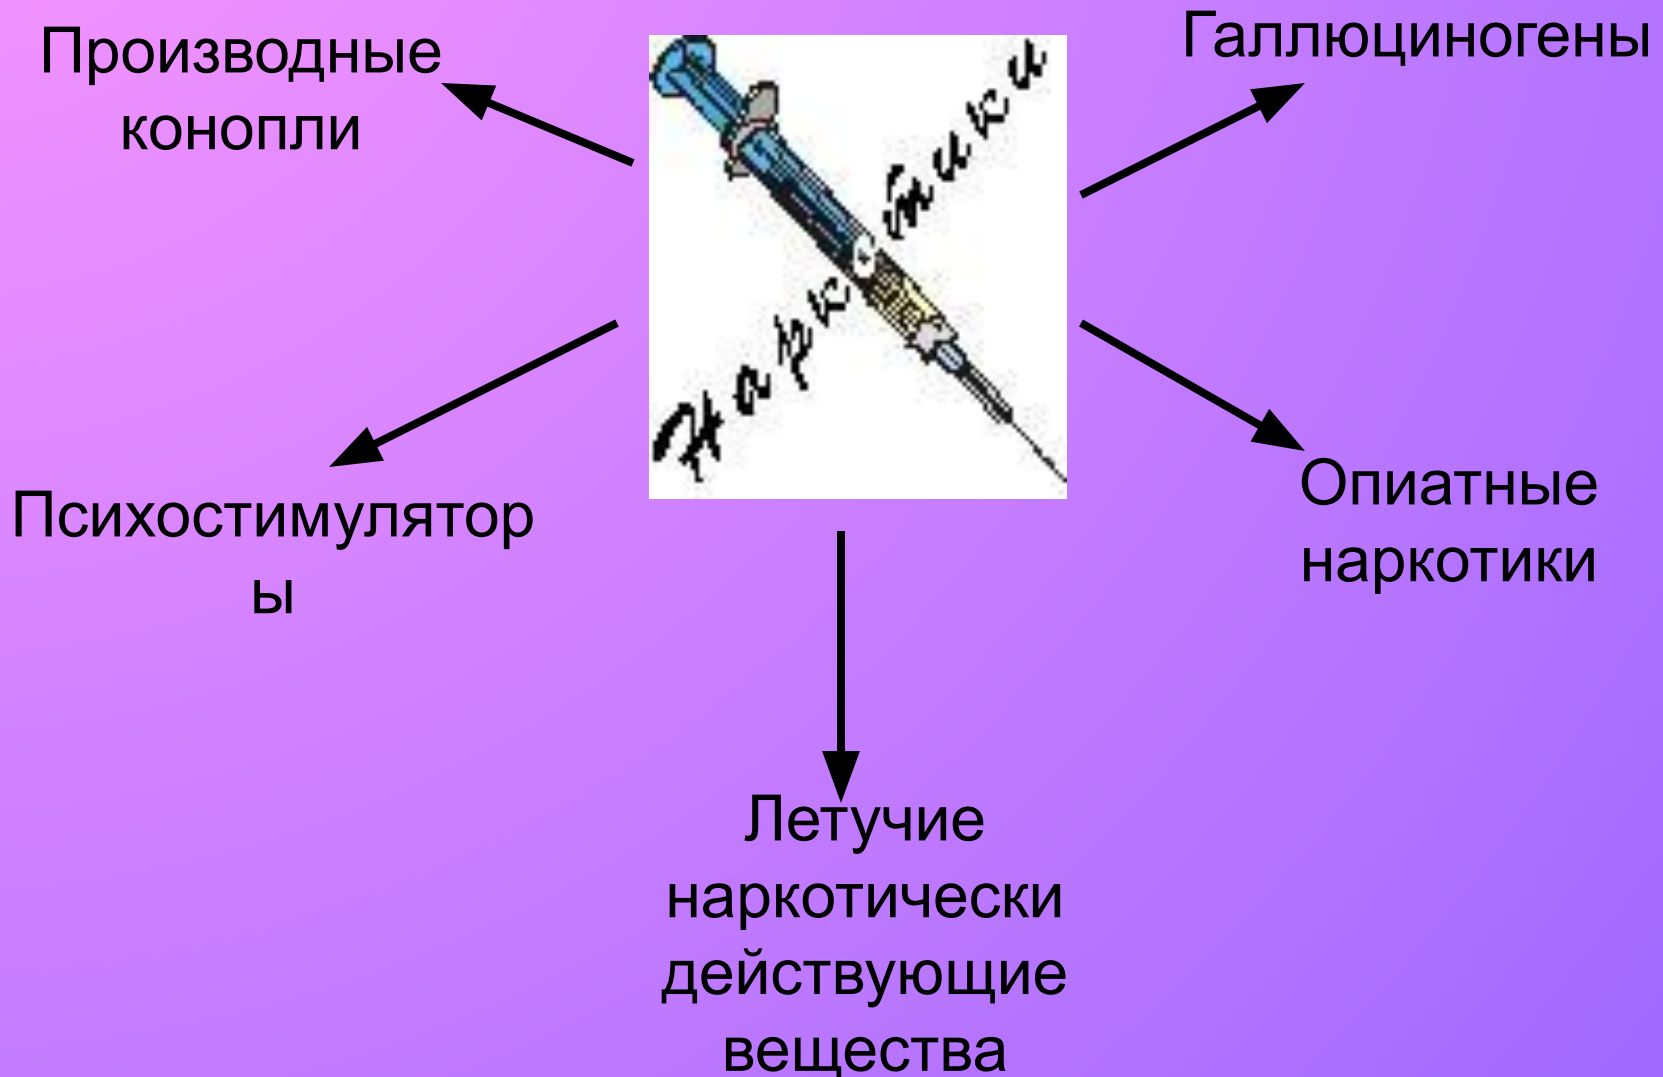 Производные
конопли
Галлюциногены
Наркотики
Психостимулятор
ы
Опиатные
наркотики
Летучие
наркотически
действующие
вещества